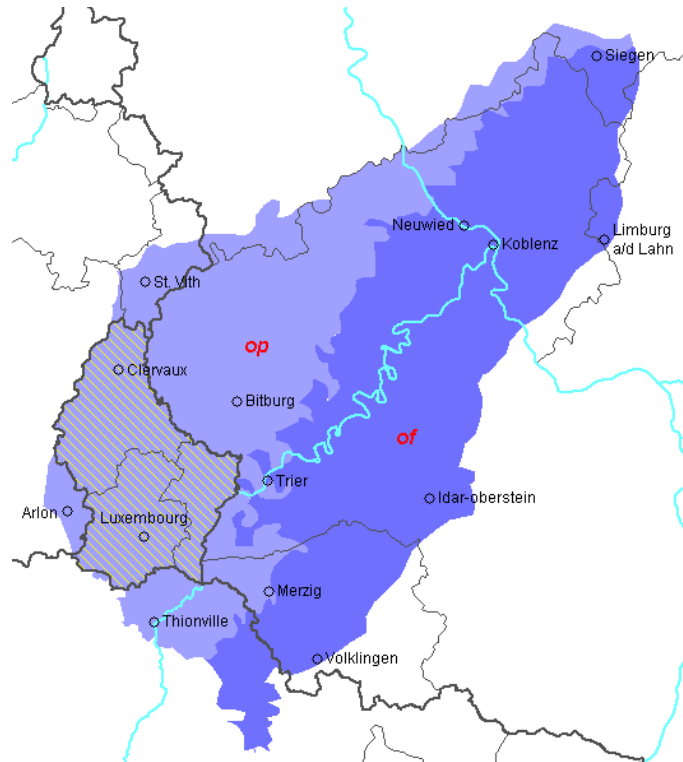 Siegen
Neuwied
Koblenz
Limburg
a/d Lahn
St. Vith
op
Clervaux
Bitburg
of
Trier
Idar-oberstein
Arlon
Luxembourg
Merzig
Thionville
Volklingen